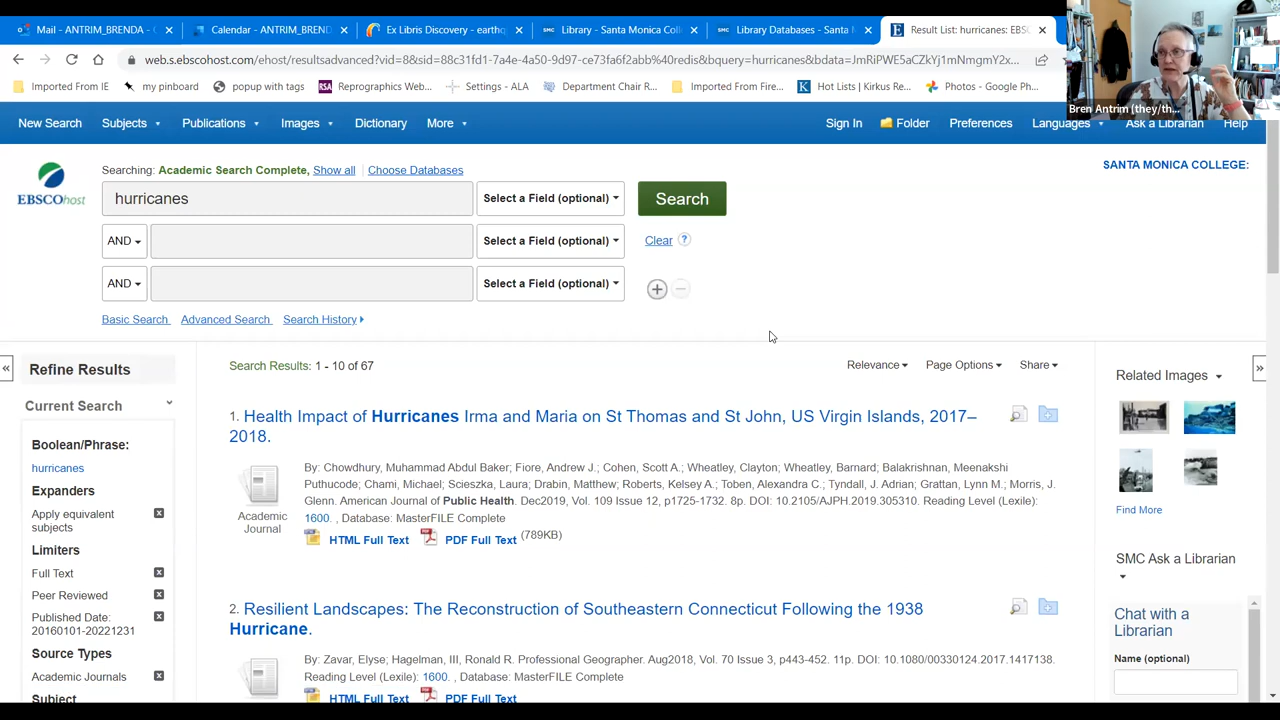 Mail - ANTRIM_BRENDA - 
Calendar - ANTRIM_BREND
Ex Libris Discovery - earthq
Library - Santa Monica Coll
Library Databases - Santa M
Result List: hurricanes: EBSC
web.s.ebscohost.com/ehost/resultsadvanced?vid=8&sid=88c31fd1-7a4e-4a50-9d97-ce73fa6f2abb%40redis&bquery=hurricanes&bdata=JmRiPWE5aCZkYj1mNmgmY2x...
Imported From IE
my pinboard
popup with tags
RSA Reprographics Web...
Settings - ALA
Department Chair R...
Imported From Fire...
K Hot Lists | Kirkus Re...
Google Photos - Google Ph...
Bren Antrim (they/th...
New Search Subjects Publications Images Dictionary More Sign In Folder Preferences Languages Ask a Librarian Help
Searching: Academic Search Complete, Show all Choose Databases
SANTA MONICA COLLEGE:
EBSCOhost
hurricanes Select a Field (optional) Search
AND Select a Field (optional) Clear ?
AND Select a Field (optional)
Basic Search Advanced Search Search History
Refine Results
Current Search
Boolean/Phrase:
hurricanes
Expanders
Apply equivalent
subjects
Limiters
Full Text
Peer Reviewed
Published Date:
20160101-20221231
Source Types
Academic Journals
Subject
Search Results: 1 - 10 of 67
Relevance Page Options Share
1. Health Impact of Hurricanes Irma and Maria on St Thomas and St John, US Virgin Islands, 2017–
2018.
By: Chowdhury, Muhammad Abdul Baker; Fiore, Andrew J.; Cohen, Scott A.; Wheatley, Clayton; Wheatley, Barnard; Balakrishnan, Meenakshi
Puthucode; Chami, Michael; Scieszka, Laura; Drabin, Matthew; Roberts, Kelsey A.; Toben, Alexandra C.; Tyndall, J. Adrian; Grattan, Lynn M.; Morris, J.
Glenn. American Journal of Public Health. Dec2019, Vol. 109 Issue 12, p1725-1732. 8p. DOI: 10.2105/AJPH.2019.305310. Reading Level (Lexile):
1600. , Database: MasterFILE Complete
Academic
Journal
HTML Full Text PDF Full Text (789KB)
2. Resilient Landscapes: The Reconstruction of Southeastern Connecticut Following the 1938
Hurricane.
By: Zavar, Elyse; Hagelman, III, Ronald R. Professional Geographer. Aug2018, Vol. 70 Issue 3, p443-452. 11p. DOI: 10.1080/00330124.2017.1417138.
Reading Level (Lexile): 1600. , Database: MasterFILE Complete
HTML Full Text PDF Full Text
Related Images
Find More
SMC Ask a Librarian
Chat with a
Librarian
Name (optional)